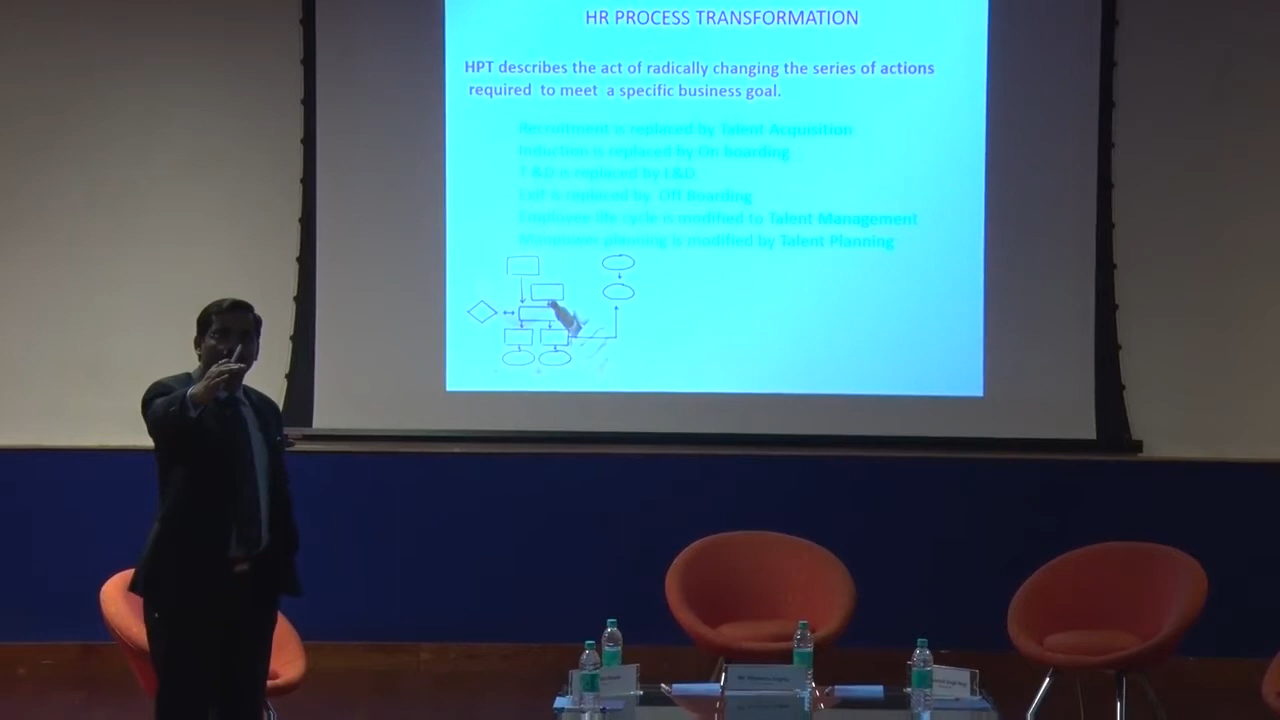 HR PROCESS TRANSFORMATION
HPT describes the act of radically changing the series of actions
required to meet a specific business goal.
Recruitment is replaced by Talent Acquisition
Induction is replaced by On boarding
T &D is replaced by L&D
Exit is replaced by Off Boarding
Employee life cycle is modified to Talent Management
Manpower planning is modified by Talent Planning
Mr.